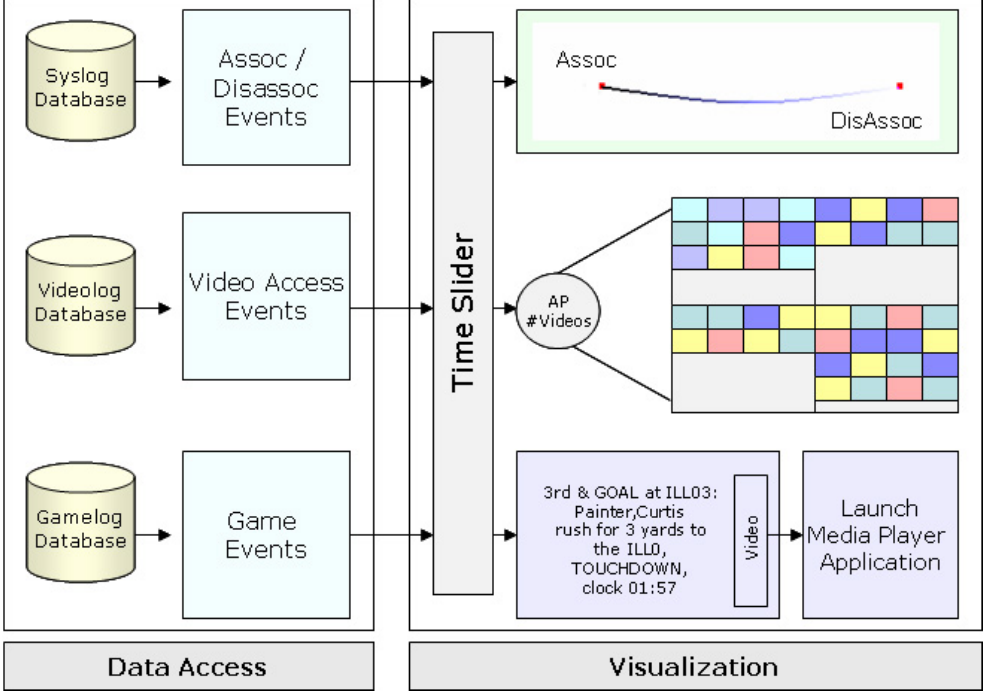 Syslog
Database
Assoc /
Disassoc
Events
Assoc
DisAssoc
Videolog
Database
Video Access
Events
Time Slider
AP
#Videos
Gamelog
Database
Game
Events
3rd & GOAL at ILL03:
Painter,Curtis
rush for 3 yards to
the ILL0,
TOUCHDOWN,
clock 01:57
Video
Launch
Media Player
Application
Data Access
Visualization